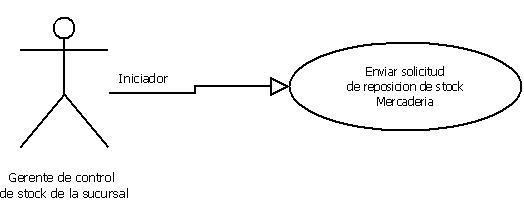 Iniciador
Enviar solicitud
de reposicion de stock
Mercaderia
Gerente de control
de stock de la sucursal